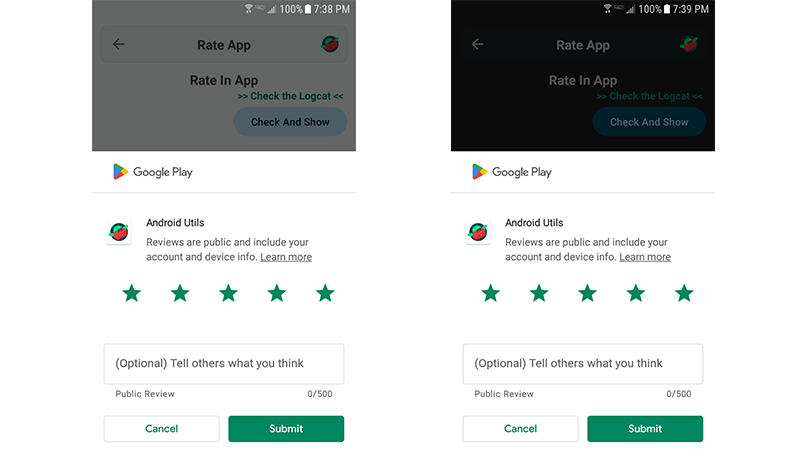 100% 7:38 PM
Rate App
Rate In App
>> Check the Logcat <<
Check And Show
Google Play
Android Utils
Reviews are public and include your
account and device info. Learn more
(Optional) Tell others what you think
Public Review 0/500
Cancel Submit
100% 7:39 PM
Rate App
Rate In App
>> Check the Logcat <<
Check And Show
Google Play
Android Utils
Reviews are public and include your
account and device info. Learn more
(Optional) Tell others what you think
Public Review 0/500
Cancel Submit